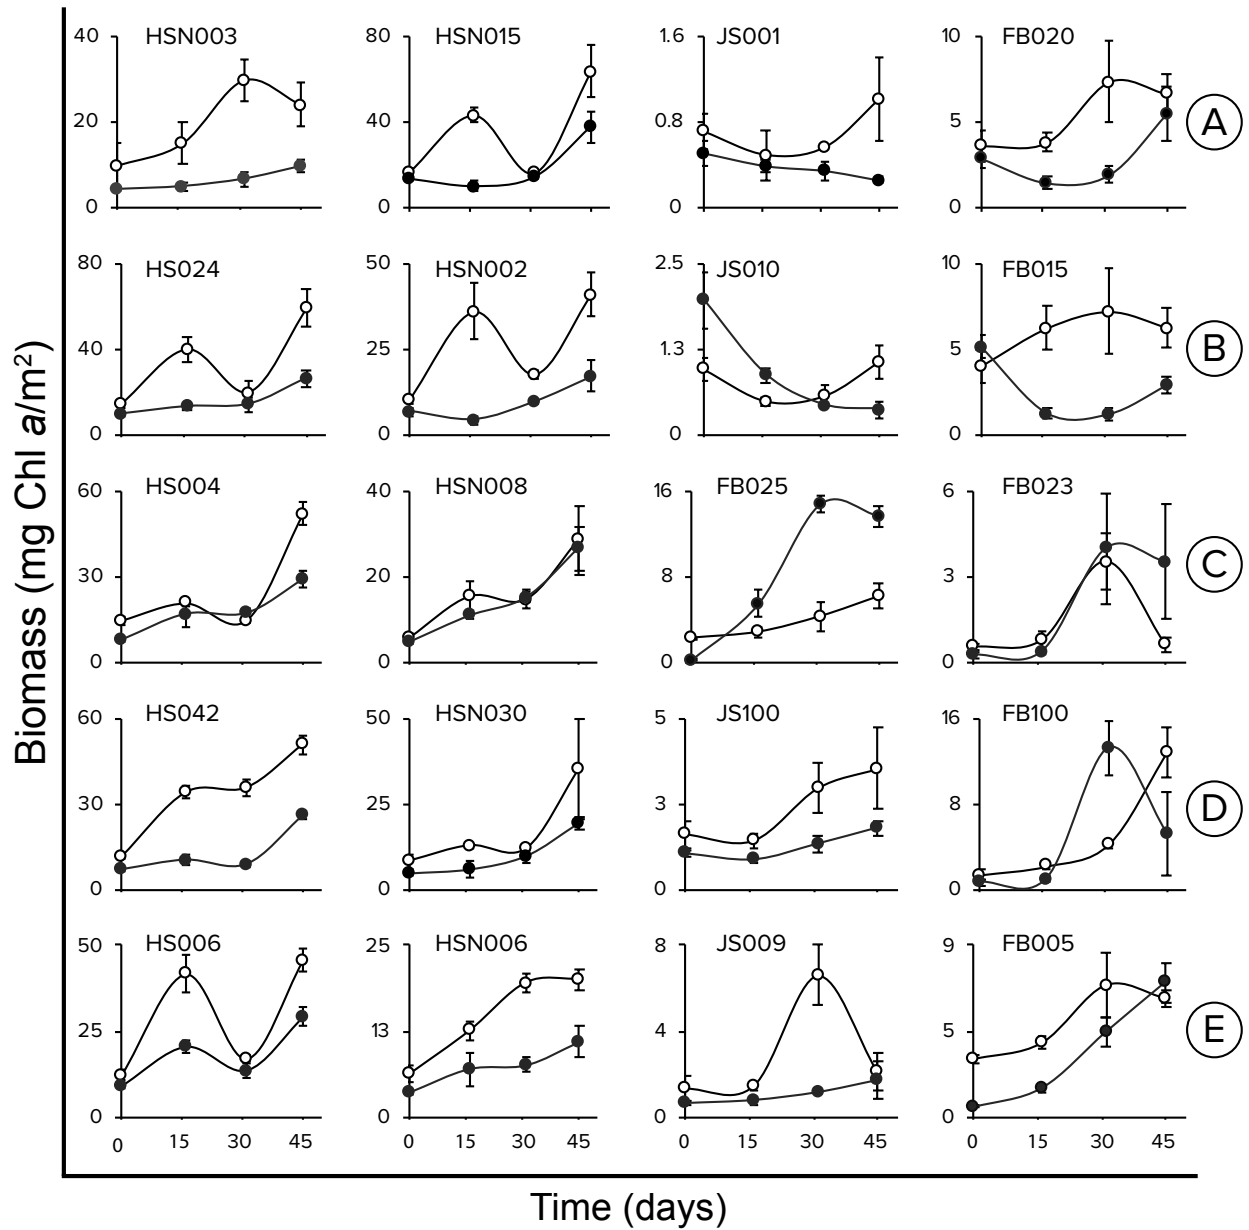 Biomass (mg Chl a/m²)
HSN003 HSN015 JS001 FB020
40 80 1.6 10
20 40 0.8 5 A
0 0 0 0
HS024 HSN002 JS010 FB015
80 50 2.5 10
40 25 1.3 5 B
0 0 0 0
HS004 HSN008 FB025 FB023
60 40 16 6
30 20 8 3 C
0 0 0 0
HS042 HSN030 JS100 FB100
60 50 5 16
30 25 3 8 D
0 0 0 0
HS006 HSN006 JS009 FB005
50 25 8 9
25 13 4 5 E
0 0 0 0
0 15 30 45 0 15 30 45 0 15 30 45 0 15 30 45
Time (days)